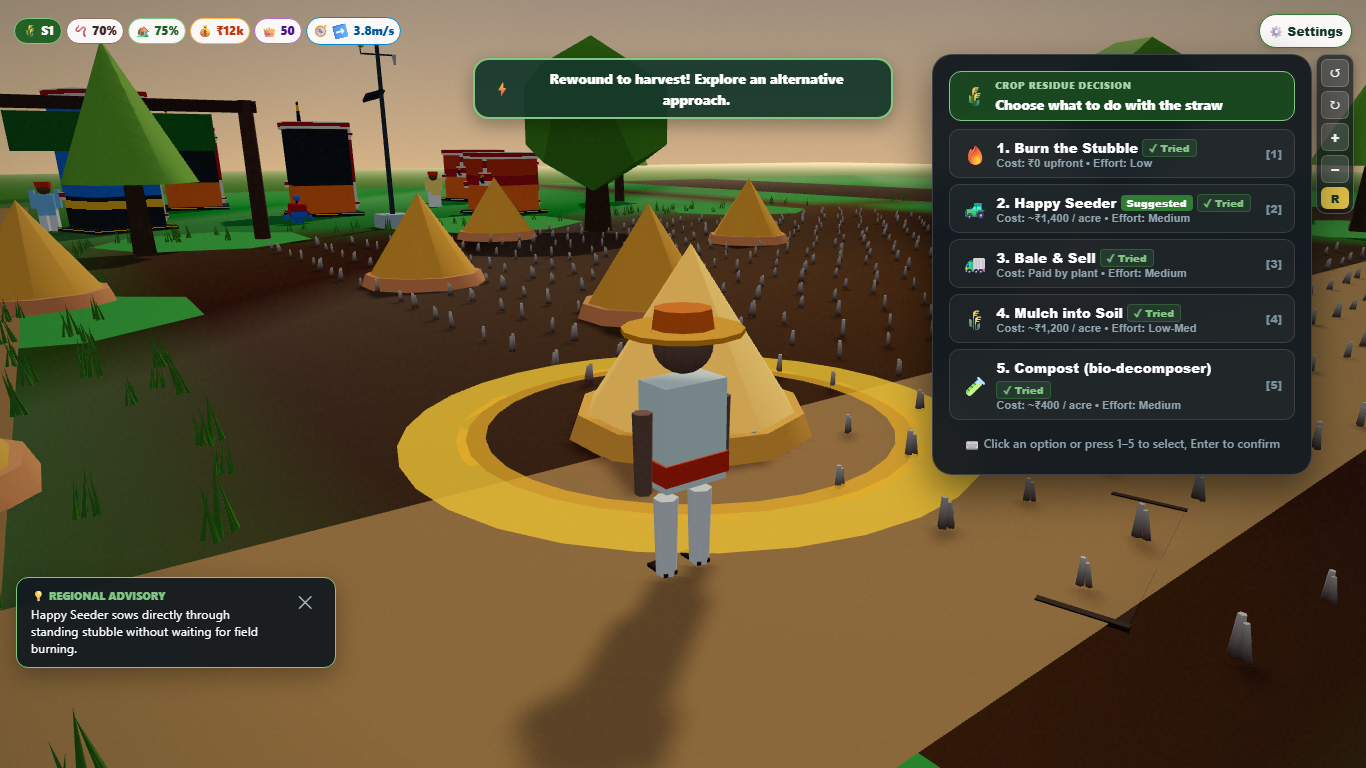 S1
70%
75%
₹12k
50
3.8m/s
Settings
Rewound to harvest! Explore an alternative
approach.
CROP RESIDUE DECISION
Choose what to do with the straw
1. Burn the Stubble ✓ Tried
Cost: ₹0 upfront • Effort: Low
[1]
2. Happy Seeder Suggested ✓ Tried
Cost: ~₹1,400 / acre • Effort: Medium
[2]
3. Bale & Sell ✓ Tried
Cost: Paid by plant • Effort: Medium
[3]
4. Mulch into Soil ✓ Tried
Cost: ~₹1,200 / acre • Effort: Low-Med
[4]
5. Compost (bio-decomposer)
✓ Tried
Cost: ~₹400 / acre • Effort: Medium
[5]
Click an option or press 1–5 to select, Enter to confirm
↺
↻
+
−
R
REGIONAL ADVISORY
Happy Seeder sows directly through
standing stubble without waiting for field
burning.